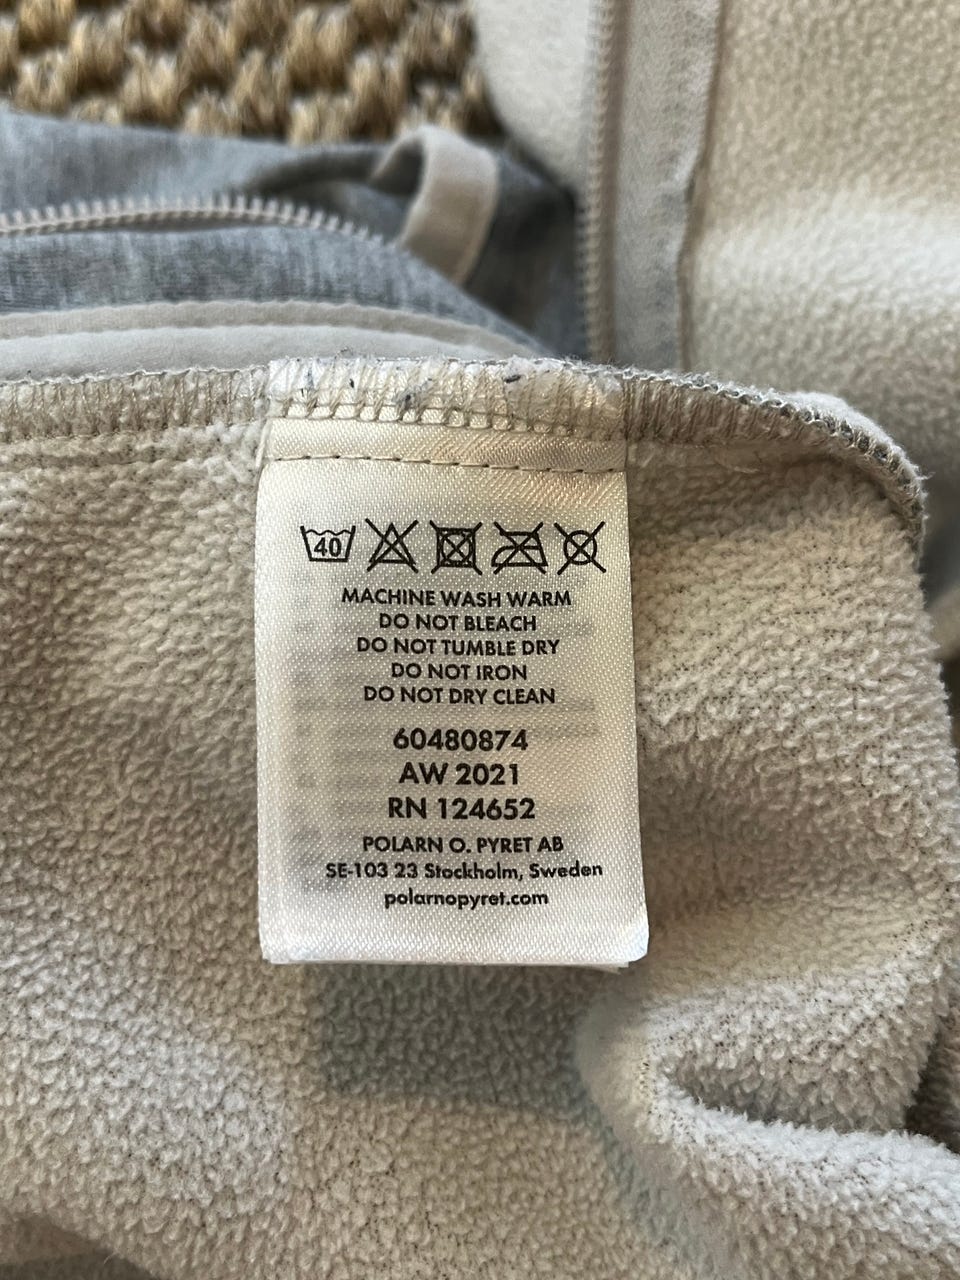 40
MACHINE WASH WARM
DO NOT BLEACH
DO NOT TUMBLE DRY
DO NOT IRON
DO NOT DRY CLEAN
60480874
AW 2021
RN 124652
POLARN O. PYRET AB
SE-103 23 Stockholm, Sweden
polarnopyret.com